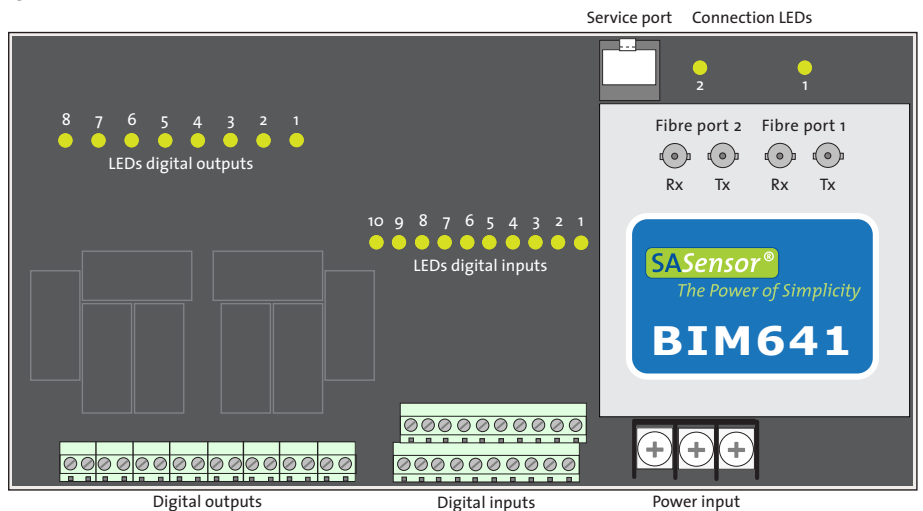 Service port Connection LEDs
2 1
8 7 6 5 4 3 2 1
LEDs digital outputs
Fibre port 2 Fibre port 1
Rx Tx Rx Tx
10 9 8 7 6 5 4 3 2 1
LEDs digital inputs
SASensor®
The Power of Simplicity
BIM641
Digital outputs Digital inputs Power input